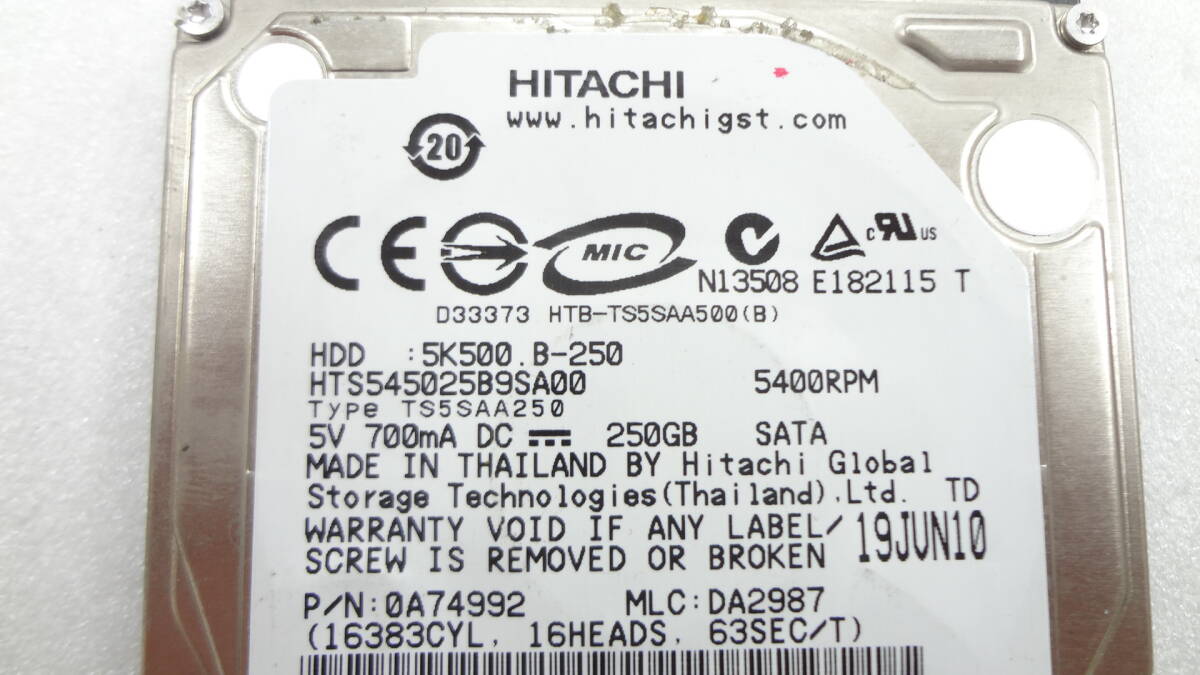 HITACHI
www.hitachigst.com
20
CE MIC c RU US
N13508 E182115 T
D33373 HTB-TS5SAA500(B)
HDD :5K500.B-250
HTS545025B9SA00 5400RPM
Type TS5SAA250
5V 700mA DC 250GB SATA
MADE IN THAILAND BY Hitachi Global
Storage Technologies(Thailand).Ltd. TD
WARRANTY VOID IF ANY LABEL/ 19JUN10
SCREW IS REMOVED OR BROKEN
P/N:0A74992 MLC:DA2987
(16383CYL, 16HEADS, 63SEC/T)